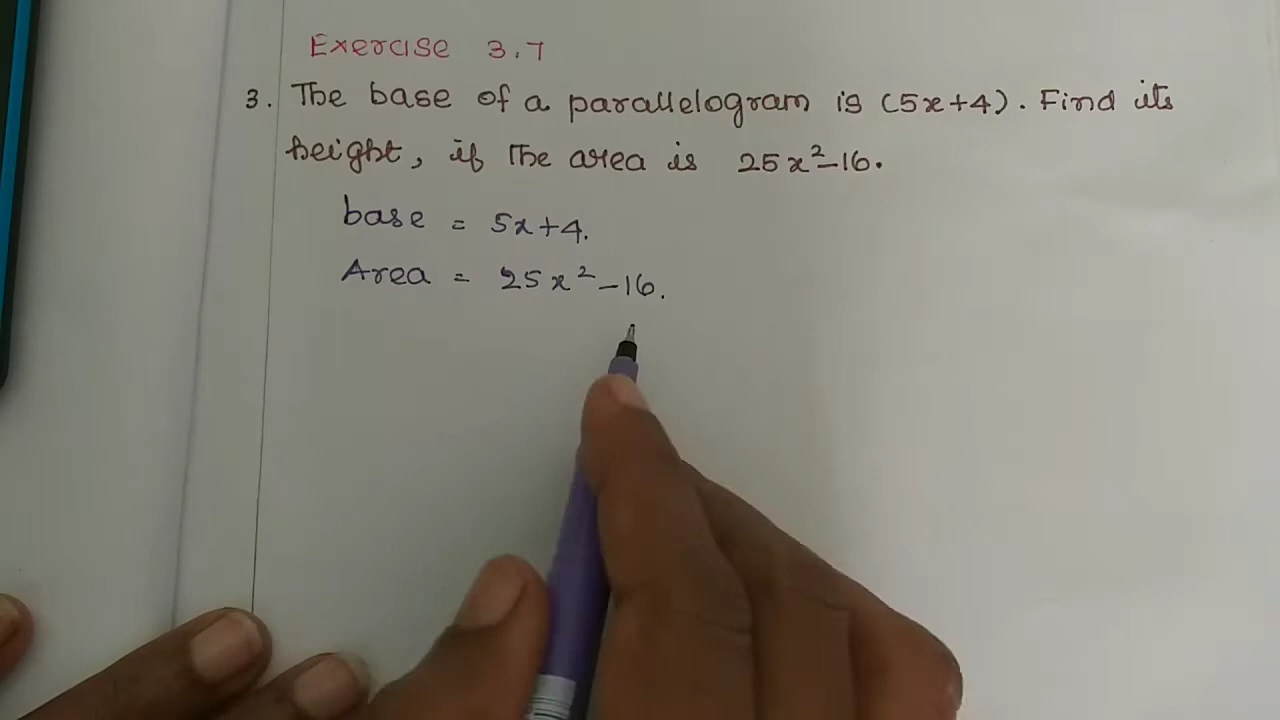 Exercise 3.7
3. The base of a parallelogram is (5x+4). Find its
height, if the area is 25x²-16.
base = 5x+4.
Area = 25x²-16.